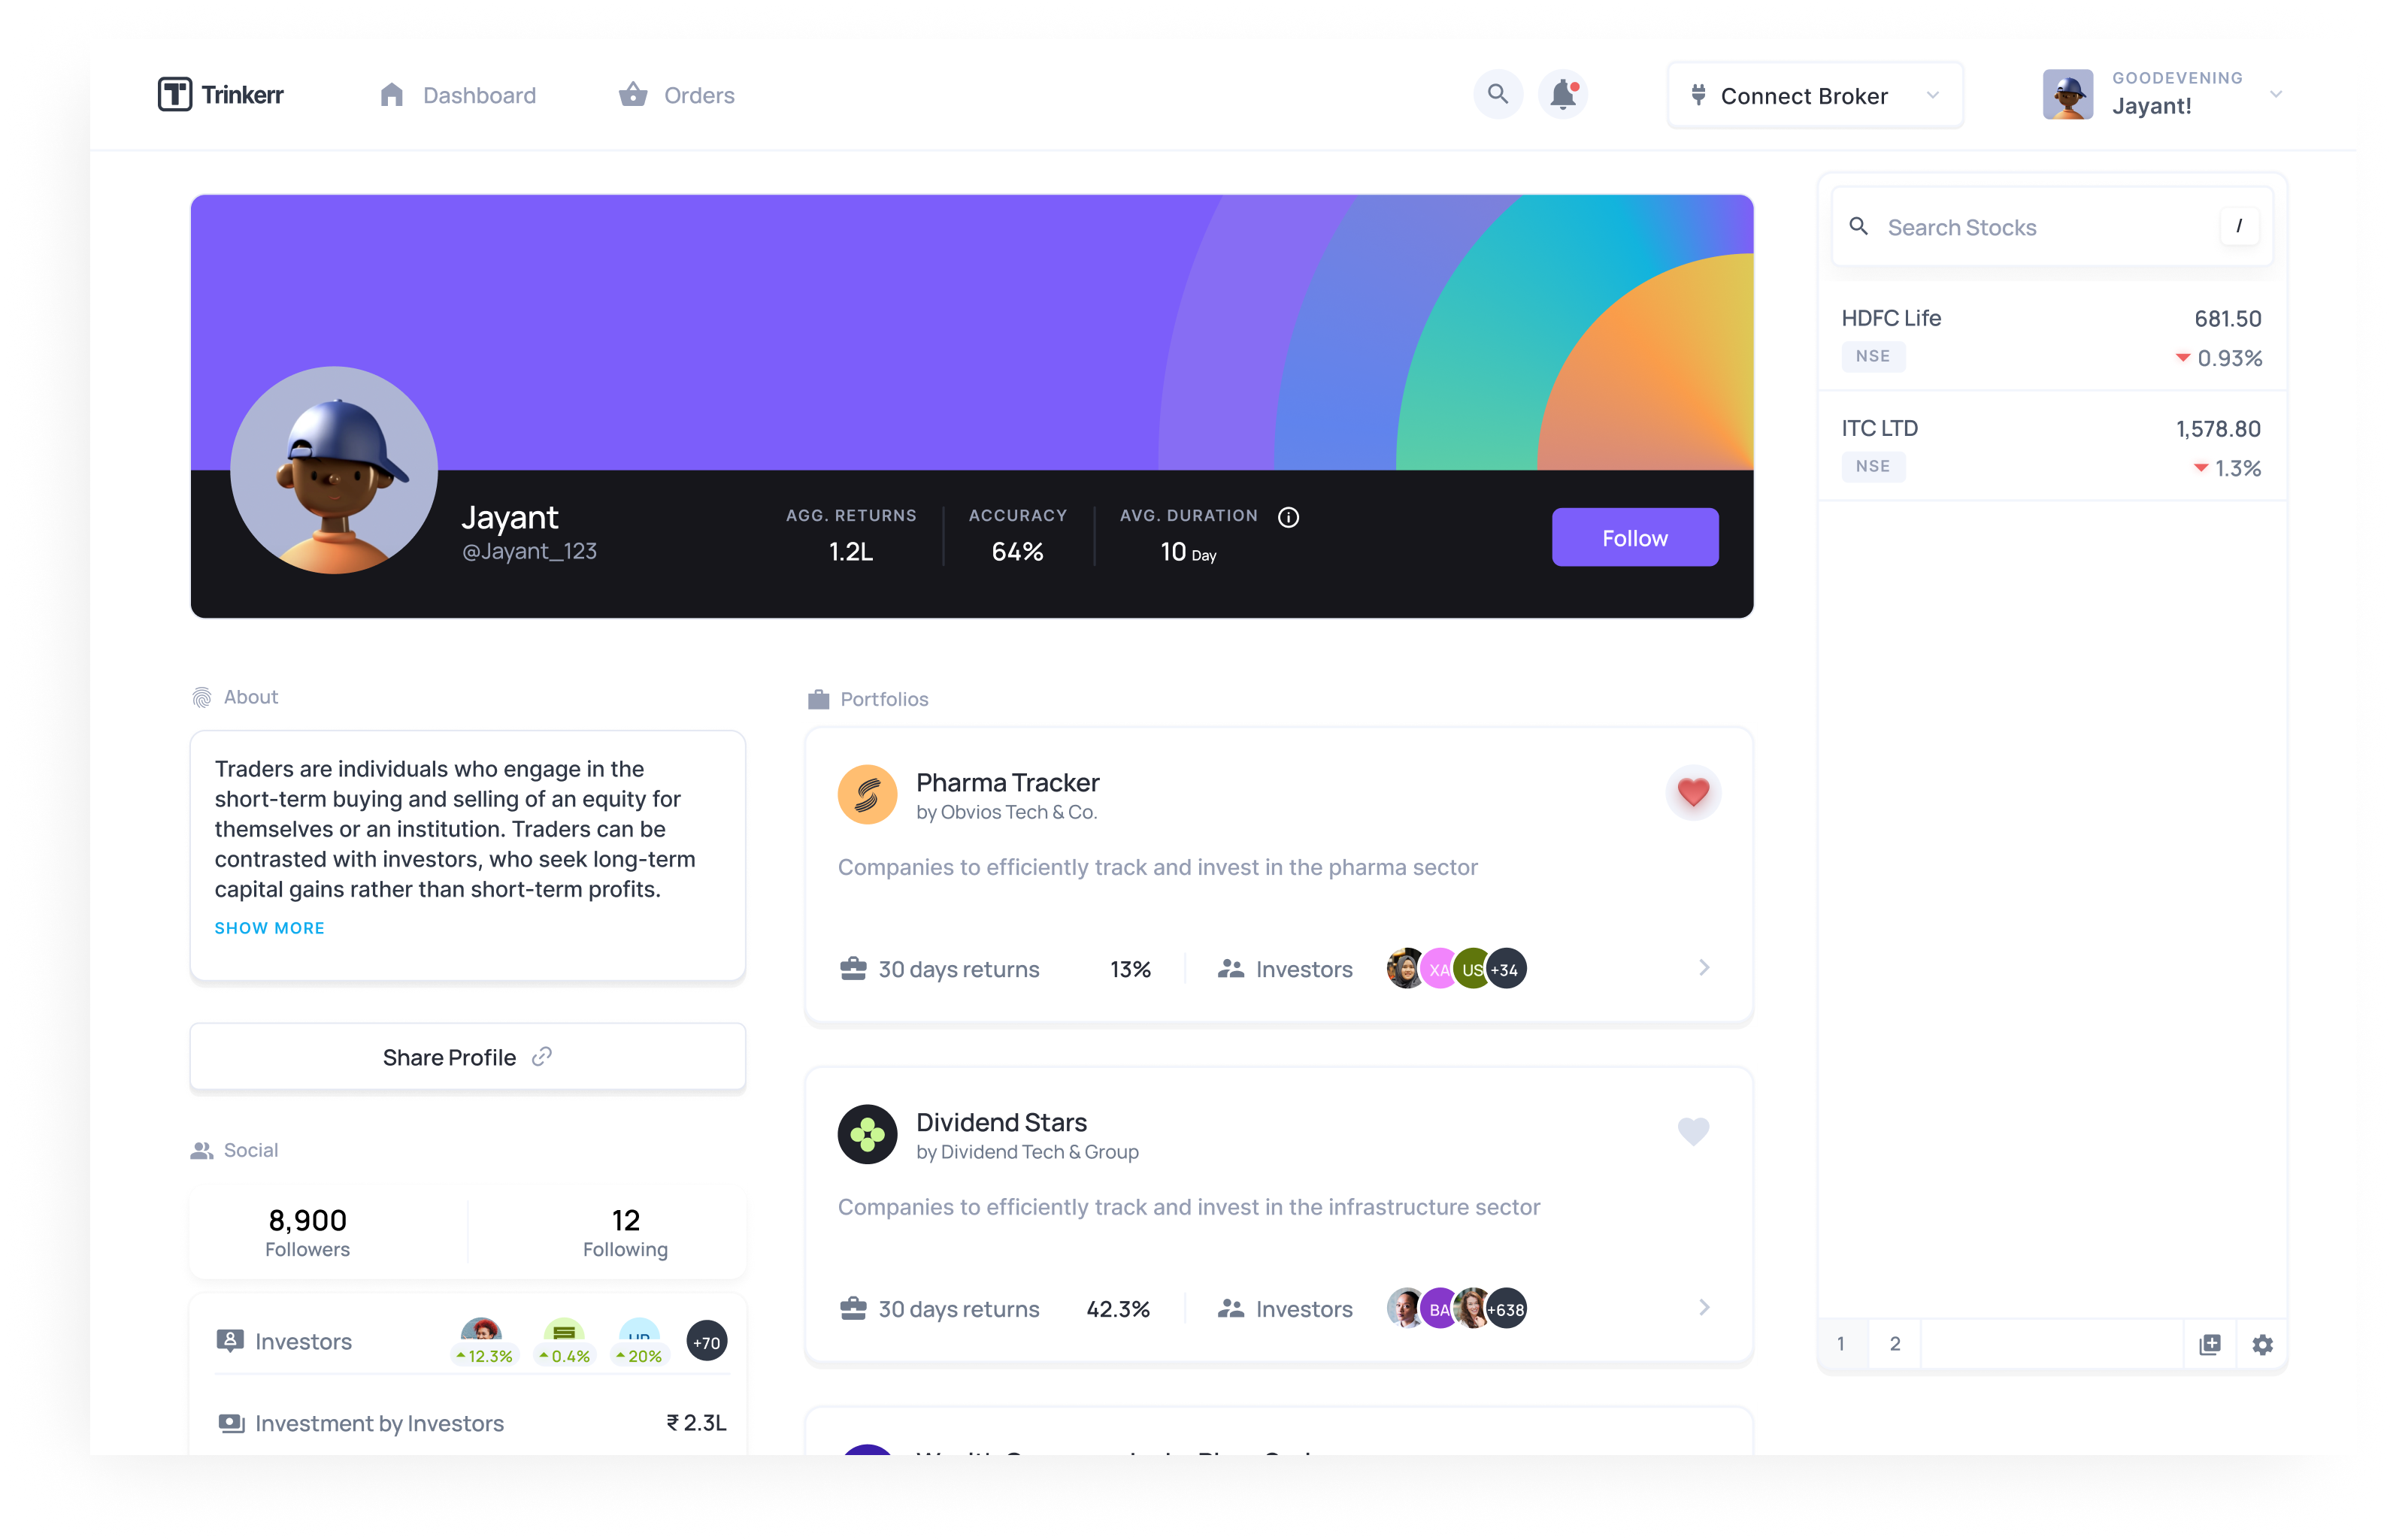 Trinkerr
Dashboard
Orders
Connect Broker
GOODEVENING
Jayant!
Jayant
@Jayant_123
AGG. RETURNS
1.2L
ACCURACY
64%
AVG. DURATION
10 Day
Follow
About
Traders are individuals who engage in the
short-term buying and selling of an equity for
themselves or an institution. Traders can be
contrasted with investors, who seek long-term
capital gains rather than short-term profits.
SHOW MORE
Share Profile
Social
8,900
Followers
12
Following
Investors
12.3%
0.4%
20%
+70
Investment by Investors
₹ 2.3L
Portfolios
Pharma Tracker
by Obvios Tech & Co.
Companies to efficiently track and invest in the pharma sector
30 days returns
13%
Investors
XA
US
+34
Dividend Stars
by Dividend Tech & Group
Companies to efficiently track and invest in the infrastructure sector
30 days returns
42.3%
Investors
BA
+638
Search Stocks
/
HDFC Life
681.50
NSE
0.93%
ITC LTD
1,578.80
NSE
1.3%
1
2